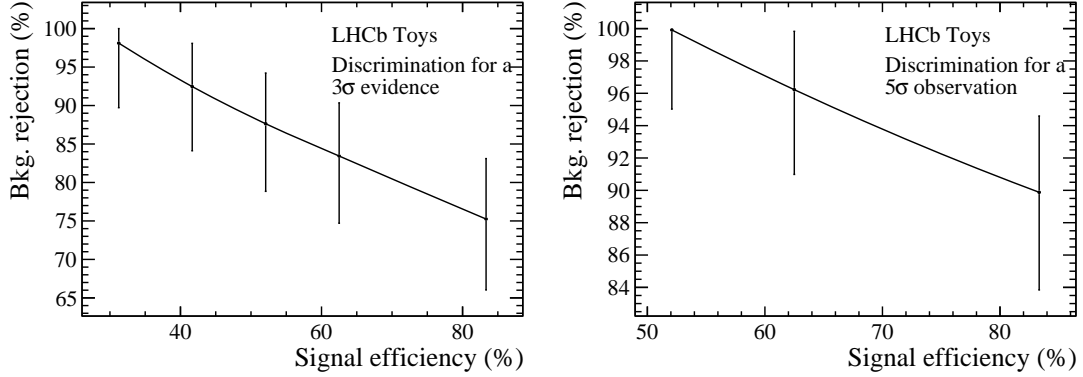 Bkg. rejection (%)
100
95
90
85
80
75
70
65
LHCb Toys
Discrimination for a
3σ evidence
40
60
80
Signal efficiency (%)
Bkg. rejection (%)
100
98
96
94
92
90
88
86
84
LHCb Toys
Discrimination for a
5σ observation
50
60
70
80
Signal efficiency (%)